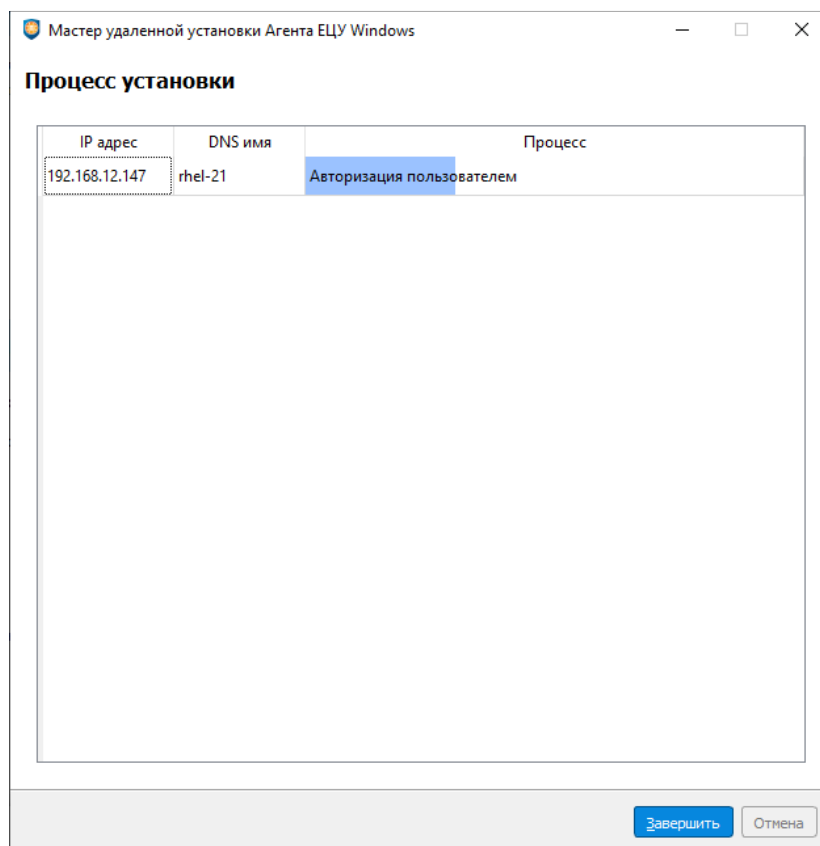 Мастер удаленной установки Агента ЕЦУ Windows
Процесс установки
IP адрес DNS имя Процесс
192.168.12.147 rhel-21 Авторизация пользователем
Завершить Отмена